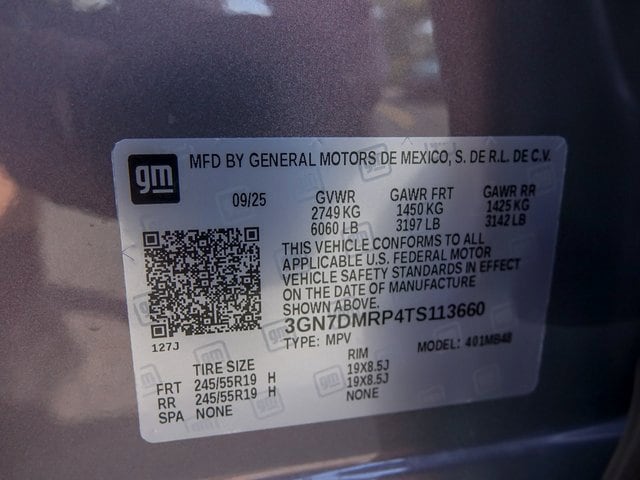 gm
MFD BY GENERAL MOTORS DE MEXICO, S. DE R.L. DE C.V.
09/25 GVWR GAWR FRT GAWR RR
2749 KG 1450 KG 1425 KG
6060 LB 3197 LB 3142 LB
THIS VEHICLE CONFORMS TO ALL
APPLICABLE U.S. FEDERAL MOTOR
VEHICLE SAFETY STANDARDS IN EFFECT
ON THE DATE OF MANUFACTURE
SHOWN ABOVE.
3GN7DMRP4TS113660
127J TYPE: MPV MODEL: 401MB48
TIRE SIZE RIM
FRT 245/55R19 H 19X8.5J
RR 245/55R19 H 19X8.5J
SPA NONE NONE